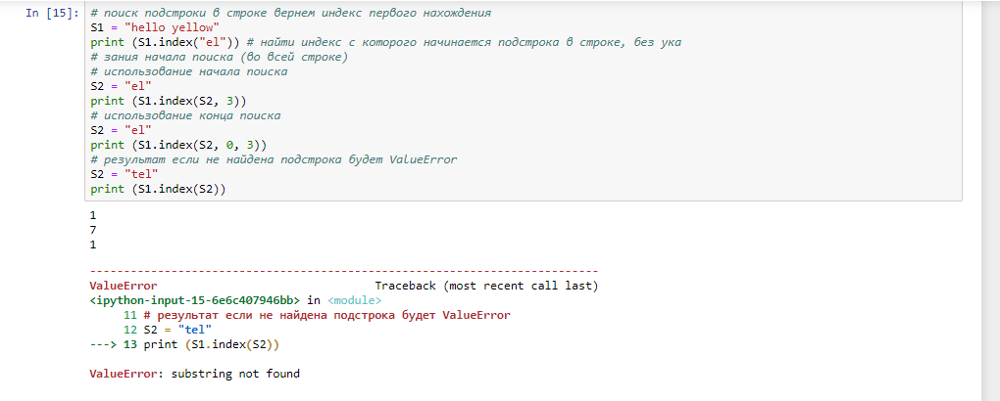 In [15]: # поиск подстроки в строке вернем индекс первого нахождения
S1 = "hello yellow"
print (S1.index("el")) # найти индекс с которого начинается подстрока в строке, без ука
# зания начала поиска (во всей строке)
# использование начала поиска
S2 = "el"
print (S1.index(S2, 3))
# использование конца поиска
S2 = "el"
print (S1.index(S2, 0, 3))
# результат если не найдена подстрока будет ValueError
S2 = "tel"
print (S1.index(S2))
1
7
1
---------------------------------------------------------------------------
ValueError                                Traceback (most recent call last)
<ipython-input-15-6e6c407946bb> in <module>
     11 # результат если не найдена подстрока будет ValueError
     12 S2 = "tel"
---> 13 print (S1.index(S2))
ValueError: substring not found